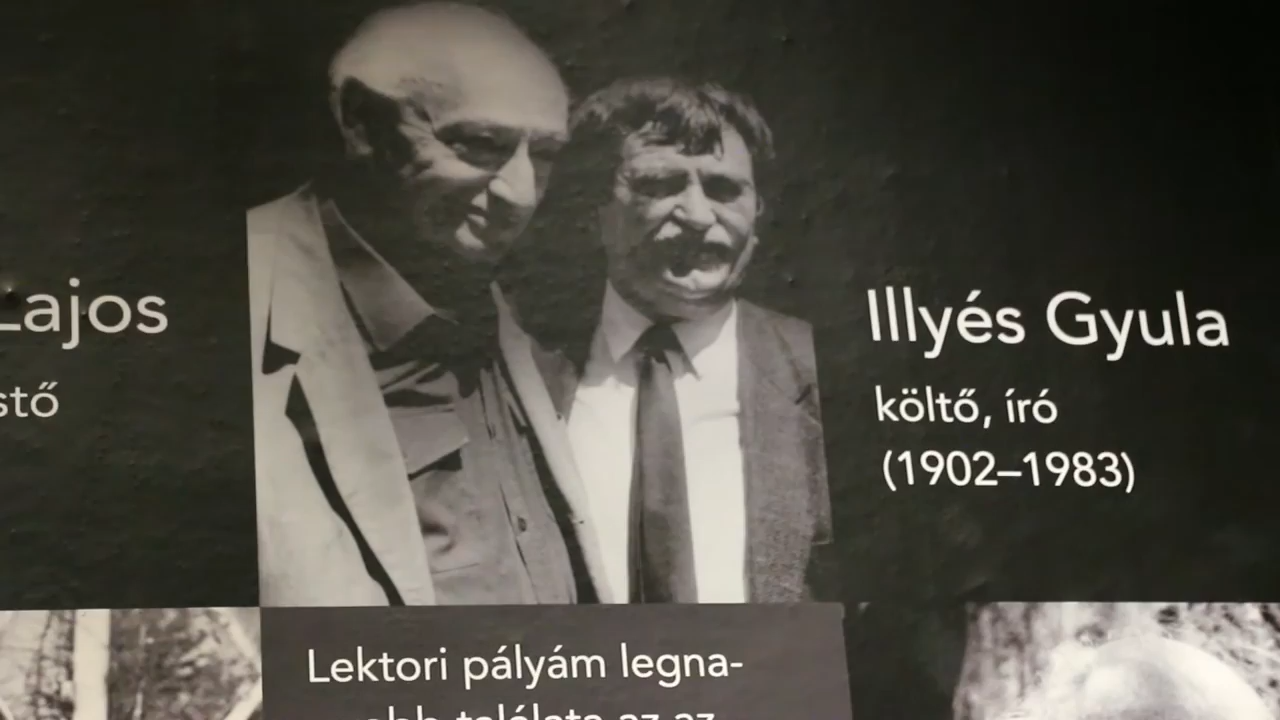 Lajos
stő
Illyés Gyula
költő, író
(1902–1983)
Lektori pályám legna-